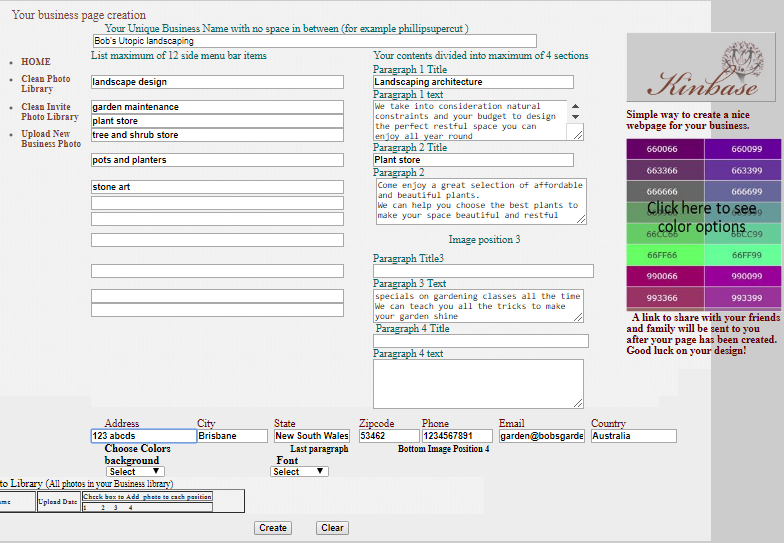 Your business page creation
Your Unique Business Name with no space in between (for example phillipsupercut )
Bob's Utopic landscaping
HOME
Clean Photo
Library
Clean Invite
Photo Library
Upload New
Business Photo
List maximum of 12 side menu bar items
landscape design
garden maintenance
plant store
tree and shrub store
pots and planters
stone art
Your contents divided into maximum of 4 sections
Paragraph 1 Title
Landscaping architecture
Paragraph 1 text
We take into consideration natural
constraints and your budget to design
the perfect restful space you can
enjoy all year round
Paragraph 2 Title
Plant store
Paragraph 2
Come enjoy a great selection of affordable
and beautiful plants.
We can help you choose the best plants to
make your space beautiful and restful
Image position 3
Paragraph Title3
Paragraph 3 Text
specials on gardening classes all the time
We can teach you all the tricks to make
your garden shine
Paragraph 4 Title
Paragraph 4 text
Kinbase
Simple way to create a nice
webpage for your business.
660066 660099
663366 663399
666666 666699
Click here to see
color options
66CC66 66CC99
66FF66 66FF99
990066 990099
993366 993399
A link to share with your friends
and family will be sent to you
after your page has been created.
Good luck on your design!
Address City State Zipcode Phone Email Country
123 abcds Brisbane New South Wales 53462 1234567891 garden@bobsgarde Australia
Choose Colors Last paragraph Bottom Image Position 4
background Font
Select Select
to Library (All photos in your Business library)
ame Upload Date Check box to Add photo to each position
1 2 3 4
Create Clear